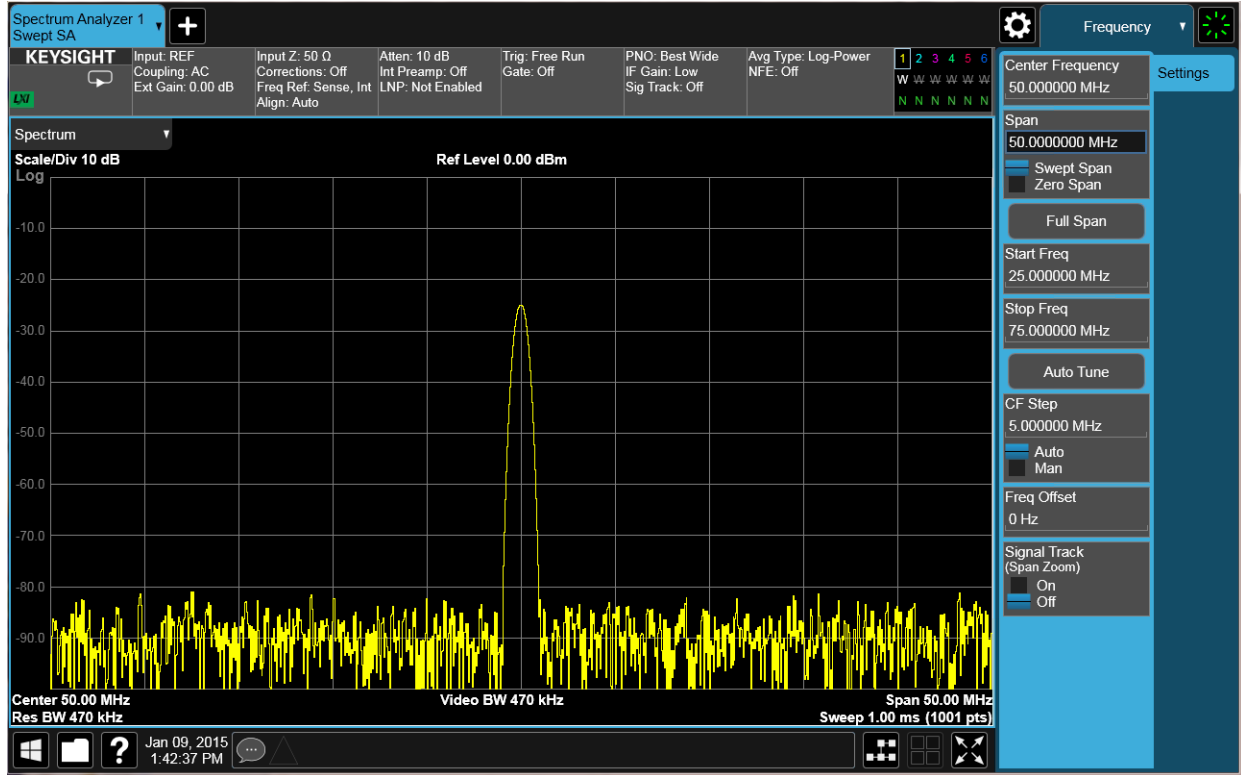 Spectrum Analyzer 1
Swept SA
Frequency
KEYSIGHT
LXI
Input: REF
Coupling: AC
Ext Gain: 0.00 dB
Input Z: 50 Ω
Corrections: Off
Freq Ref: Sense, Int
Align: Auto
Atten: 10 dB
Int Preamp: Off
LNP: Not Enabled
Trig: Free Run
Gate: Off
PNO: Best Wide
IF Gain: Low
Sig Track: Off
Avg Type: Log-Power
NFE: Off
1 2 3 4 5 6
W W W W W W
N N N N N N
Spectrum
Scale/Div 10 dB
Ref Level 0.00 dBm
Log
-10.0
-20.0
-30.0
-40.0
-50.0
-60.0
-70.0
-80.0
-90.0
Center 50.00 MHz
Video BW 470 kHz
Span 50.00 MHz
Res BW 470 kHz
Sweep 1.00 ms (1001 pts)
Center Frequency
50.000000 MHz
Settings
Span
50.0000000 MHz
Swept Span
Zero Span
Full Span
Start Freq
25.000000 MHz
Stop Freq
75.000000 MHz
Auto Tune
CF Step
5.000000 MHz
Auto
Man
Freq Offset
0 Hz
Signal Track
(Span Zoom)
On
Off
?
Jan 09, 2015
1:42:37 PM